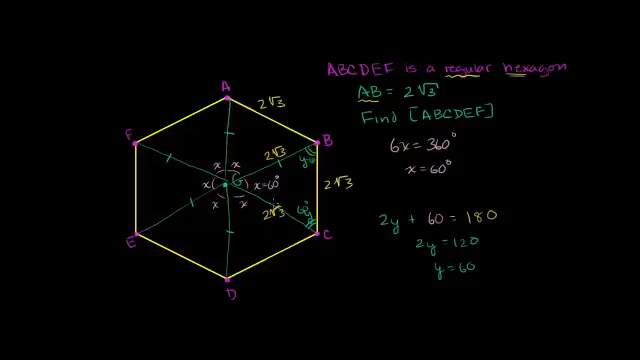 ABCDEF is a regular hexagon
AB = 2√3
Find [ABCDEF]
6x = 360°
x = 60°
2y + 60 = 180
2y = 120
y = 60
A
2√3
F
B
2√3
y
x x
x G x = 60°
2√3
x x
60°
y
2√3
E
C
D